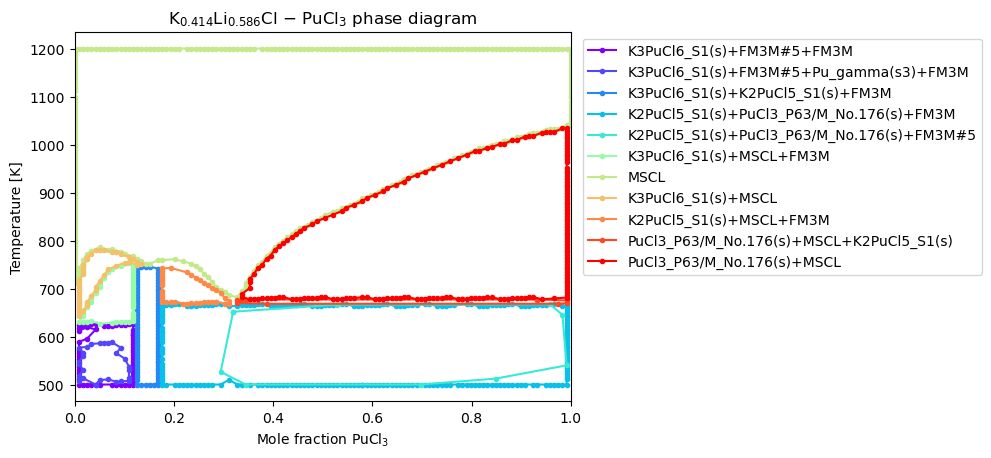 K0.414Li0.586Cl − PuCl3 phase diagram
Temperature [K]
1200
1100
1000
900
800
700
600
500
0.0 0.2 0.4 0.6 0.8 1.0
Mole fraction PuCl3
K3PuCl6_S1(s)+FM3M#5+FM3M
K3PuCl6_S1(s)+FM3M#5+Pu_gamma(s3)+FM3M
K3PuCl6_S1(s)+K2PuCl5_S1(s)+FM3M
K2PuCl5_S1(s)+PuCl3_P63/M_No.176(s)+FM3M
K2PuCl5_S1(s)+PuCl3_P63/M_No.176(s)+FM3M#5
K3PuCl6_S1(s)+MSCL+FM3M
MSCL
K3PuCl6_S1(s)+MSCL
K2PuCl5_S1(s)+MSCL+FM3M
PuCl3_P63/M_No.176(s)+MSCL+K2PuCl5_S1(s)
PuCl3_P63/M_No.176(s)+MSCL